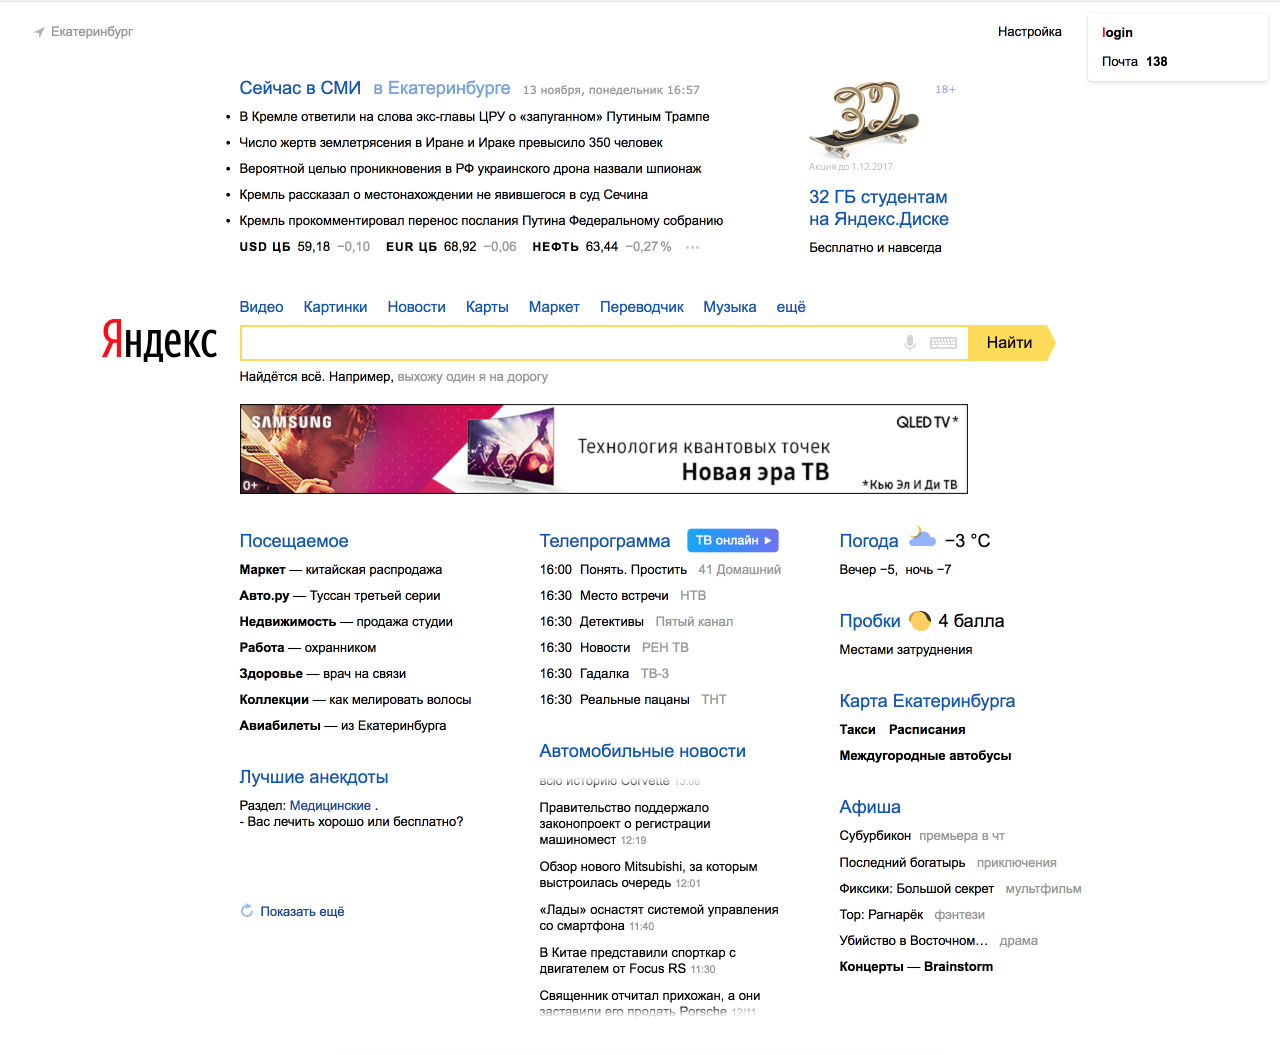 Екатеринбург
Настройка
login
Почта 138
Сейчас в СМИ в Екатеринбурге 13 ноября, понедельник 16:57
• В Кремле ответили на слова экс-главы ЦРУ о «запуганном» Путиным Трампе
• Число жертв землетрясения в Иране и Ираке превысило 350 человек
• Вероятной целью проникновения в РФ украинского дрона назвали шпионаж
• Кремль рассказал о местонахождении не явившегося в суд Сечина
• Кремль прокомментировал перенос послания Путина Федеральному собранию
USD ЦБ 59,18 −0,10 EUR ЦБ 68,92 −0,06 НЕФТЬ 63,44 −0,27 % ···
32
18+
Акция до 1.12.2017
32 ГБ студентам
на Яндекс.Диске
Бесплатно и навсегда
Видео Картинки Новости Карты Маркет Переводчик Музыка ещё
Яндекс
Найти
Найдётся всё. Например, выхожу один я на дорогу
SAMSUNG
0+
Технология квантовых точек
Новая эра ТВ
QLED TV *
*Кью Эл И Ди ТВ
Посещаемое
Маркет — китайская распродажа
Авто.ру — Туссан третьей серии
Недвижимость — продажа студии
Работа — охранником
Здоровье — врач на связи
Коллекции — как мелировать волосы
Авиабилеты — из Екатеринбурга
Лучшие анекдоты
Раздел: Медицинские .
- Вас лечить хорошо или бесплатно?
Показать ещё
Телепрограмма ТВ онлайн
16:00 Понять. Простить 41 Домашний
16:30 Место встречи НТВ
16:30 Детективы Пятый канал
16:30 Новости РЕН ТВ
16:30 Гадалка ТВ-3
16:30 Реальные пацаны ТНТ
Автомобильные новости
всю историю Corvette 13:06
Правительство поддержало
законопроект о регистрации
машиномест 12:19
Обзор нового Mitsubishi, за которым
выстроилась очередь 12:01
«Лады» оснастят системой управления
со смартфона 11:40
В Китае представили спорткар с
двигателем от Focus RS 11:30
Священник отчитал прихожан, а они
заставили его продать Porsche 12/11
Погода −3 °C
Вечер −5, ночь −7
Пробки 4 балла
Местами затруднения
Карта Екатеринбурга
Такси Расписания
Междугородные автобусы
Афиша
Субурбикон премьера в чт
Последний богатырь приключения
Фиксики: Большой секрет мультфильм
Тор: Рагнарёк фэнтези
Убийство в Восточном... драма
Концерты — Brainstorm